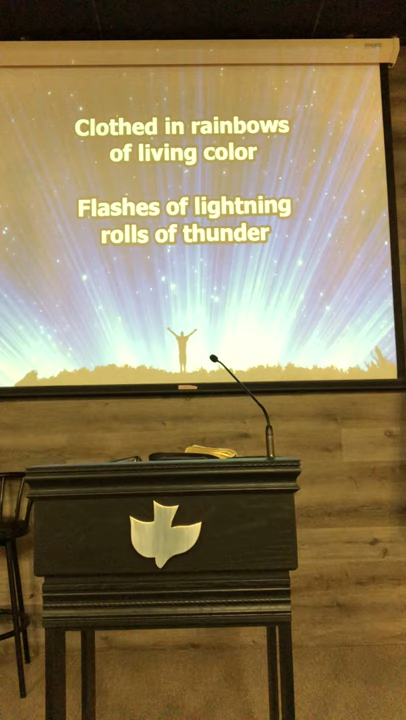 Clothed in rainbows
of living color
Flashes of lightning
rolls of thunder